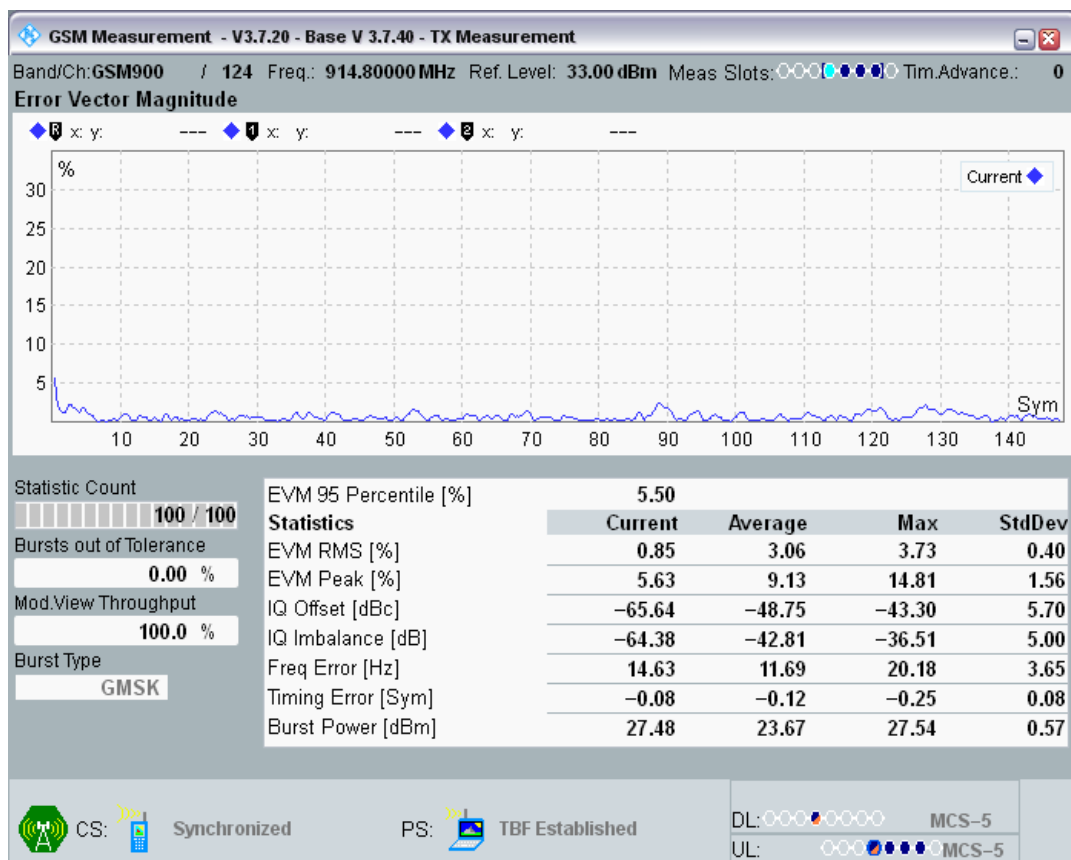 GSM Measurement - V3.7.20 - Base V 3.7.40 - TX Measurement
Band/Ch:GSM900 / 124 Freq.: 914.80000 MHz Ref. Level: 33.00 dBm Meas Slots: Tim.Advance.: 0
Error Vector Magnitude
R x: y: --- 1 x: y: --- 2 x: y: ---
%
Current
30
25
20
15
10
5
Sym
10 20 30 40 50 60 70 80 90 100 110 120 130 140
Statistic Count
100 / 100
Bursts out of Tolerance
0.00 %
Mod.View Throughput
100.0 %
Burst Type
GMSK
EVM 95 Percentile [%] 5.50
Statistics Current Average Max StdDev
EVM RMS [%] 0.85 3.06 3.73 0.40
EVM Peak [%] 5.63 9.13 14.81 1.56
IQ Offset [dBc] −65.64 −48.75 −43.30 5.70
IQ Imbalance [dB] −64.38 −42.81 −36.51 5.00
Freq Error [Hz] 14.63 11.69 20.18 3.65
Timing Error [Sym] −0.08 −0.12 −0.25 0.08
Burst Power [dBm] 27.48 23.67 27.54 0.57
CS: Synchronized PS: TBF Established
DL: MCS−5
UL: MCS−5